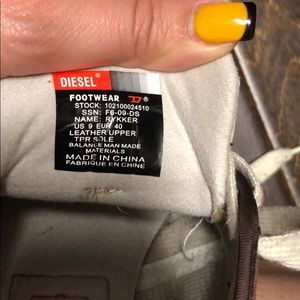 DIESEL®
FOOTWEAR D®
STOCK: 102100024510
SSN: F6-09-DS
NAME: RYKKER
US 9 EUR 40
LEATHER UPPER
TPR SOLE
BALANCE MAN MADE
MATERIALS
MADE IN CHINA
FABRIQUE EN CHINE